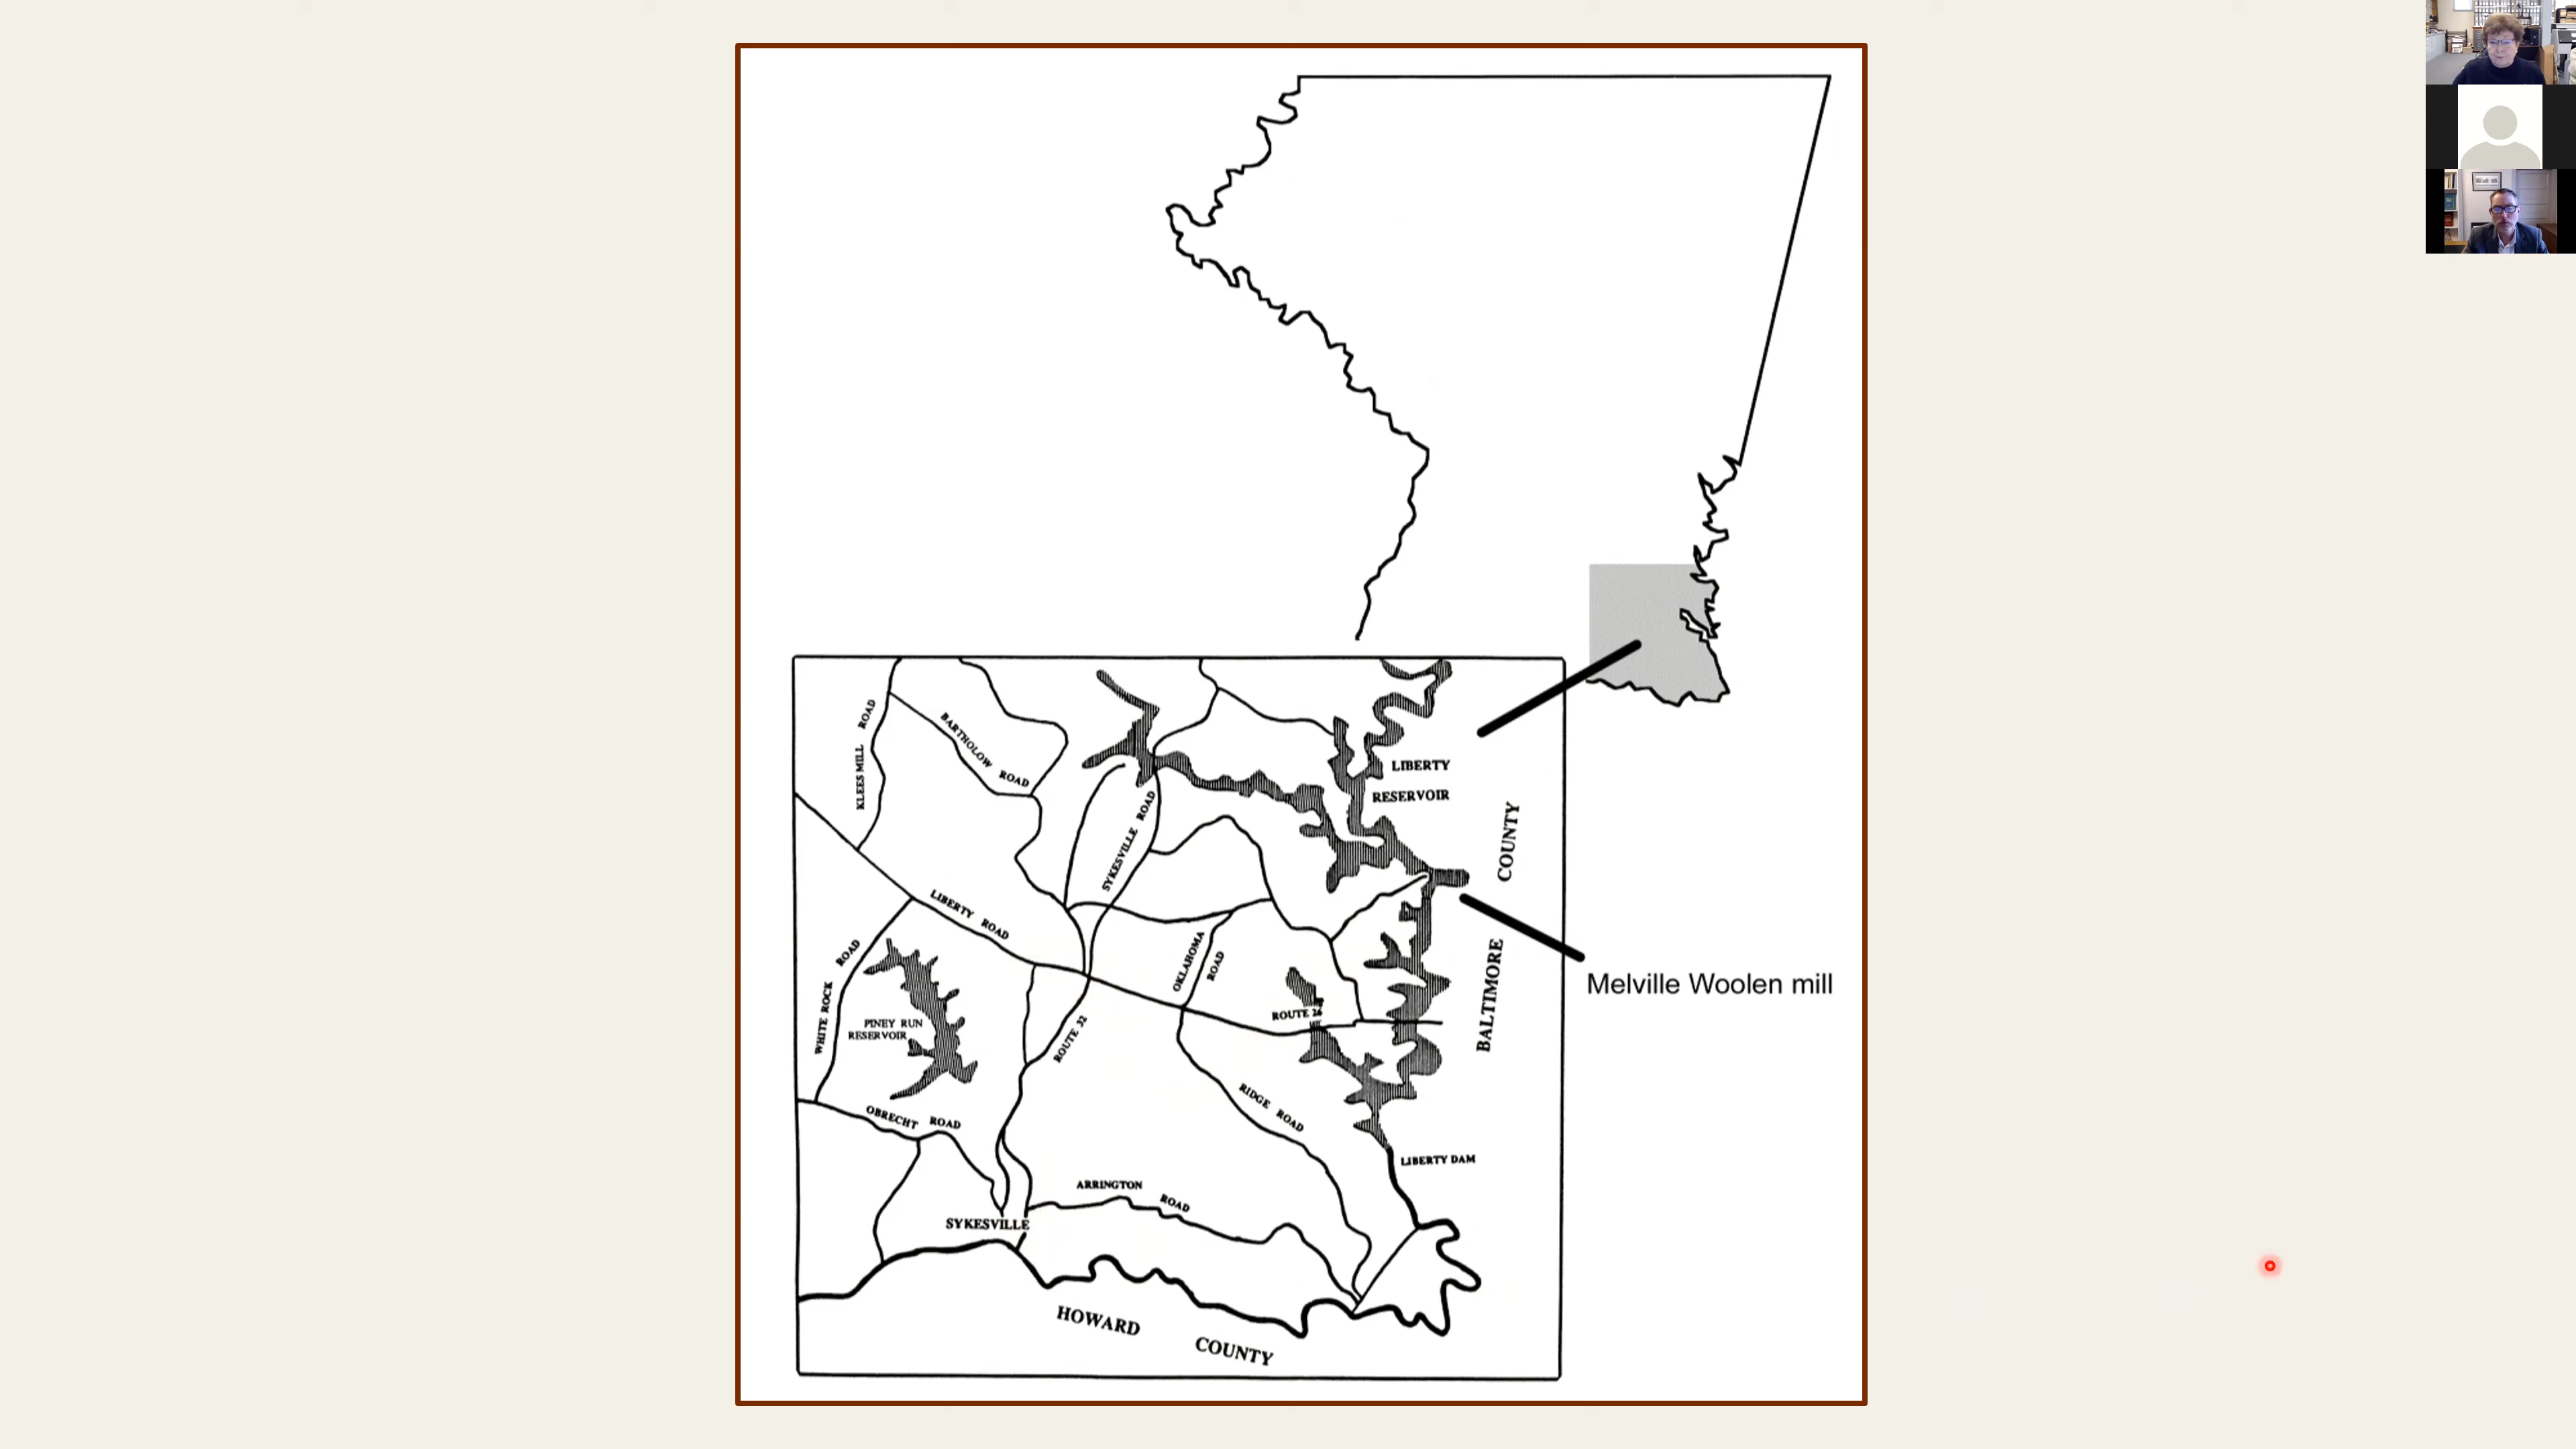 KLEES MILL ROAD
BARTHOLOW ROAD
LIBERTY
RESERVOIR
SYKESVILLE ROAD
BALTIMORE COUNTY
LIBERTY ROAD
WHITE ROCK ROAD
OKLAHOMA
ROAD
Melville Woolen mill
PINEY RUN
RESERVOIR
ROUTE 32
ROUTE 26
RIDGE ROAD
OBRECHT ROAD
LIBERTY DAM
ARRINGTON ROAD
SYKESVILLE
HOWARD COUNTY